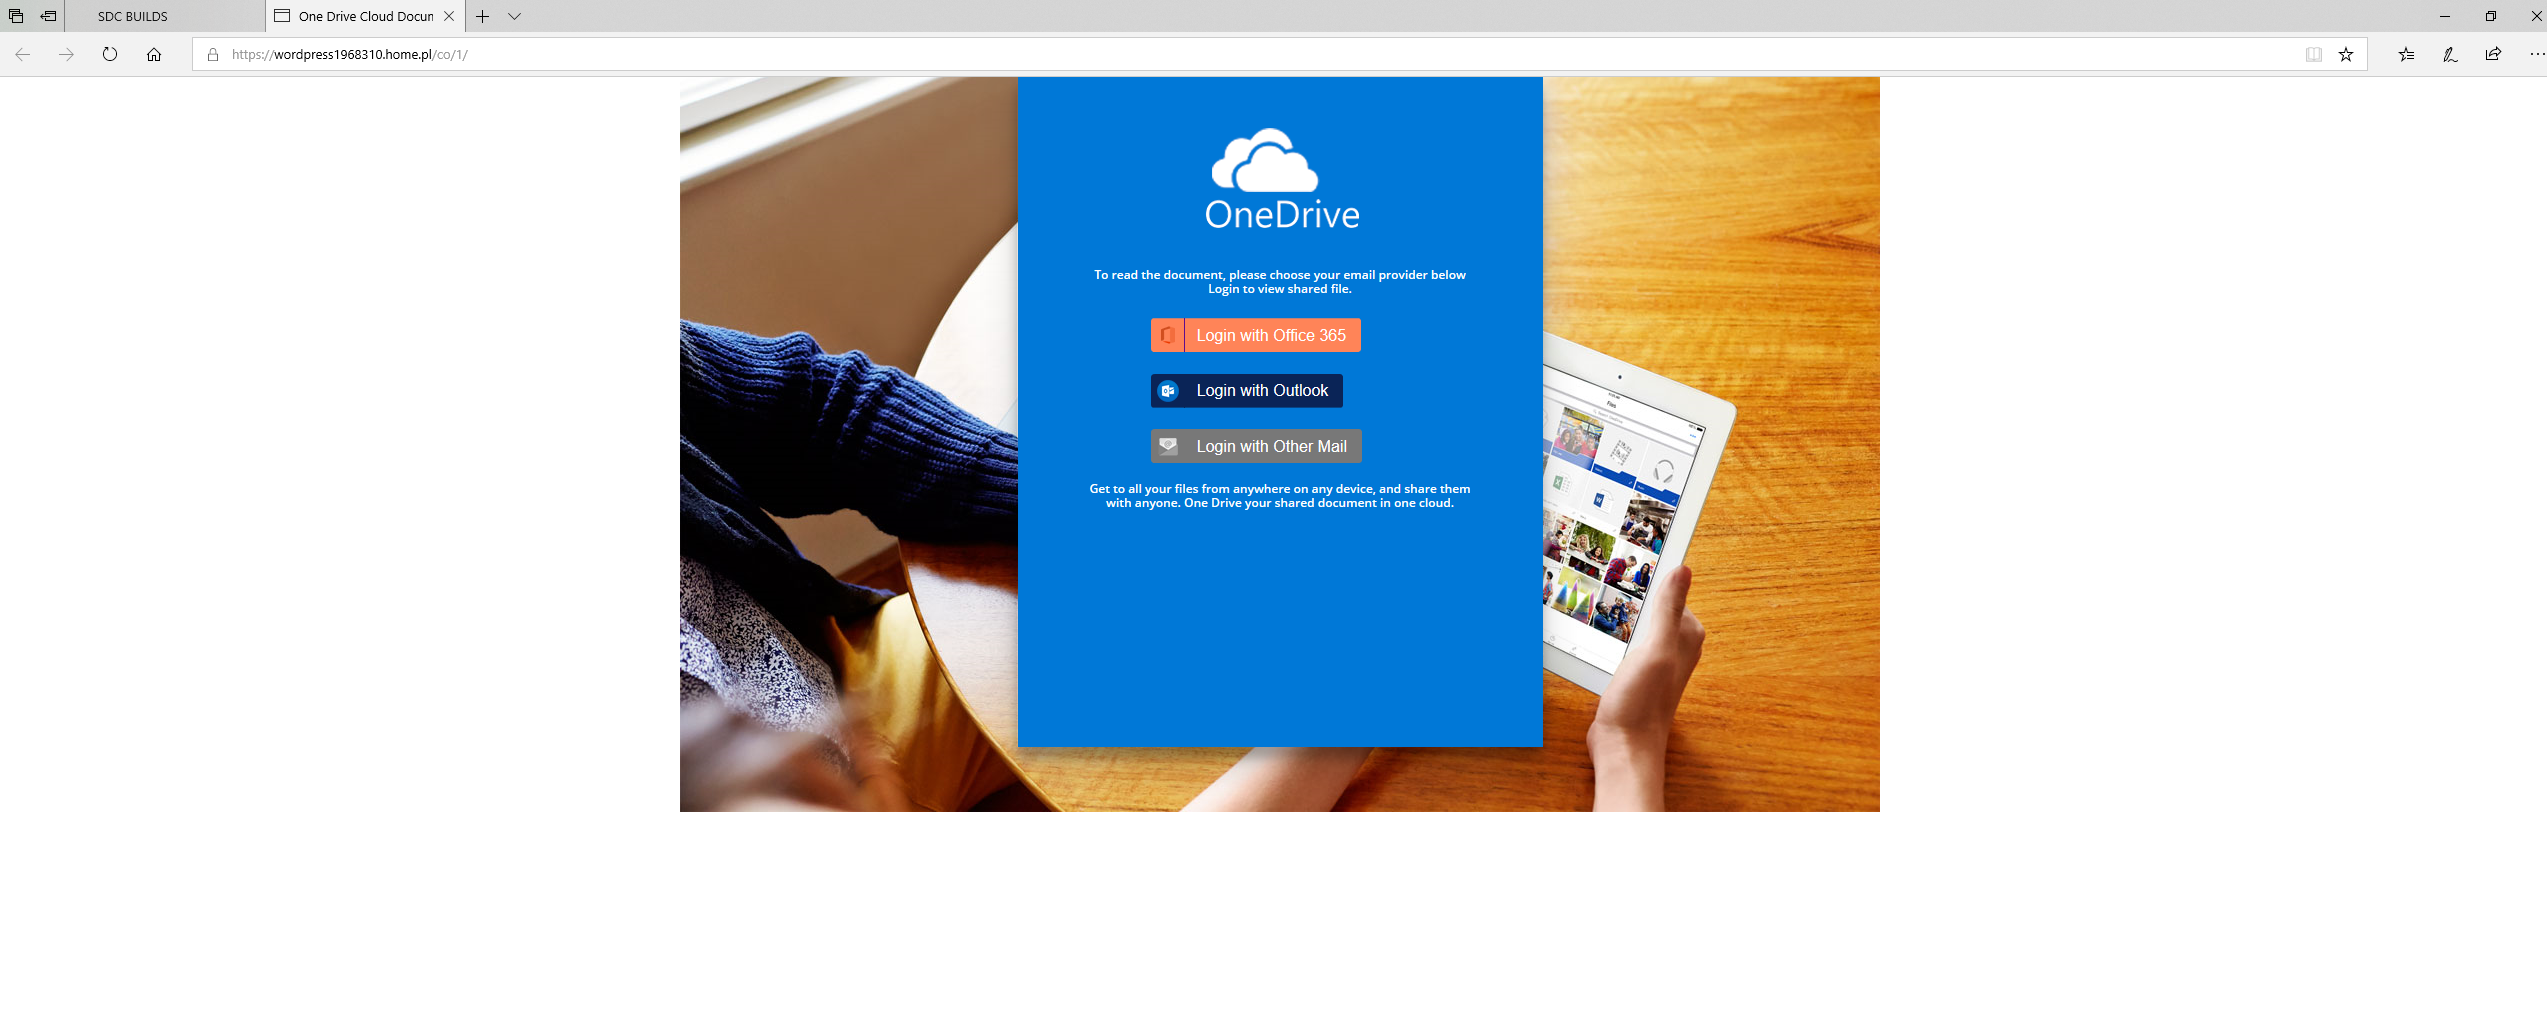 SDC BUILDS
One Drive Cloud Docum
https://wordpress1968310.home.pl/co/1/
OneDrive
To read the document, please choose your email provider below
Login to view shared file.
Login with Office 365
Login with Outlook
Login with Other Mail
Get to all your files from anywhere on any device, and share them
with anyone. One Drive your shared document in one cloud.
Files